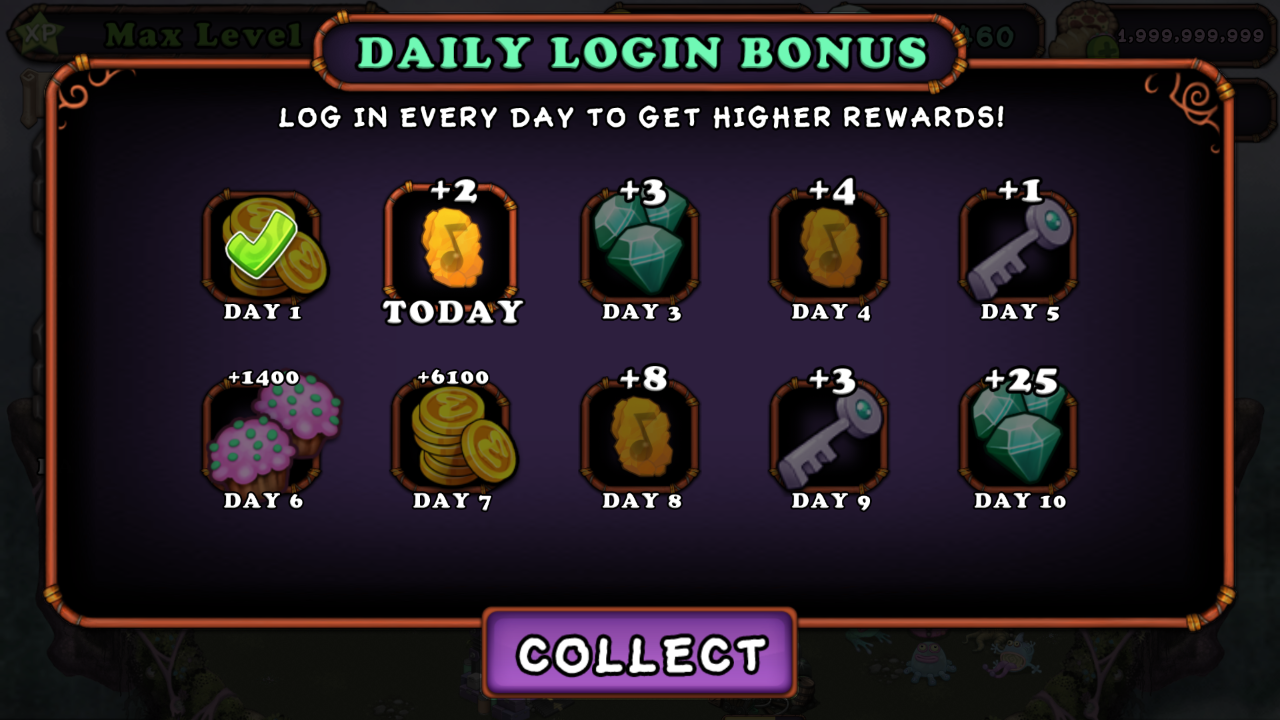 XP
Max Level
DAILY LOGIN BONUS
460
1,999,999,999
LOG IN EVERY DAY TO GET HIGHER REWARDS!
+2
+3
+4
+1
DAY 1
TODAY
DAY 3
DAY 4
DAY 5
+1400
+6100
+8
+3
+25
DAY 6
DAY 7
DAY 8
DAY 9
DAY 10
COLLECT